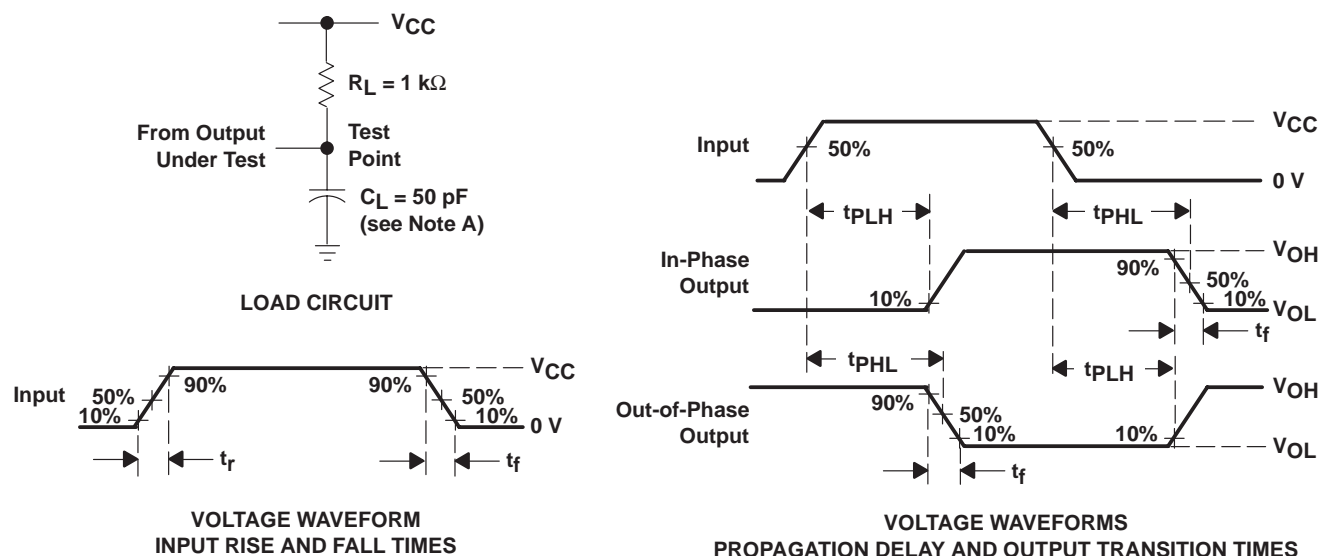 VCC
RL = 1 kΩ
From Output
Under Test
Test
Point
CL = 50 pF
(see Note A)
LOAD CIRCUIT
Input
50%
10%
90%
90%
50%
10%
VCC
0 V
tr
tf
VOLTAGE WAVEFORM
INPUT RISE AND FALL TIMES
Input
50%
50%
VCC
0 V
tPLH
tPHL
In-Phase
Output
10%
90%
50%
10%
VOH
VOL
tf
tPHL
tPLH
Out-of-Phase
Output
90%
50%
10%
10%
VOH
VOL
tf
VOLTAGE WAVEFORMS
PROPAGATION DELAY AND OUTPUT TRANSITION TIMES